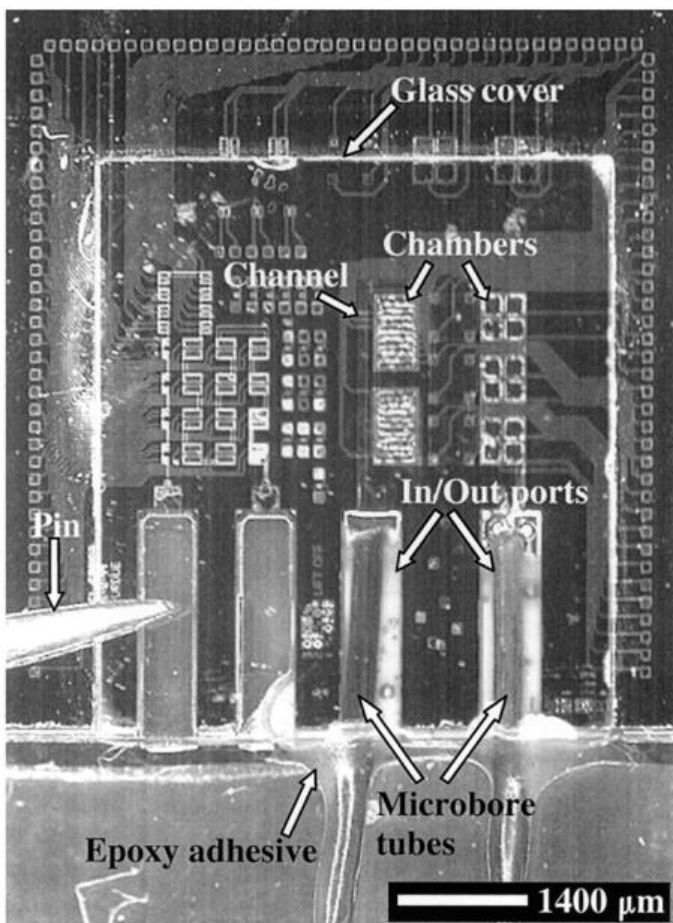 Glass cover
Chambers
Channel
In/Out ports
Pin
Microbore
tubes
Epoxy adhesive
1400 μm